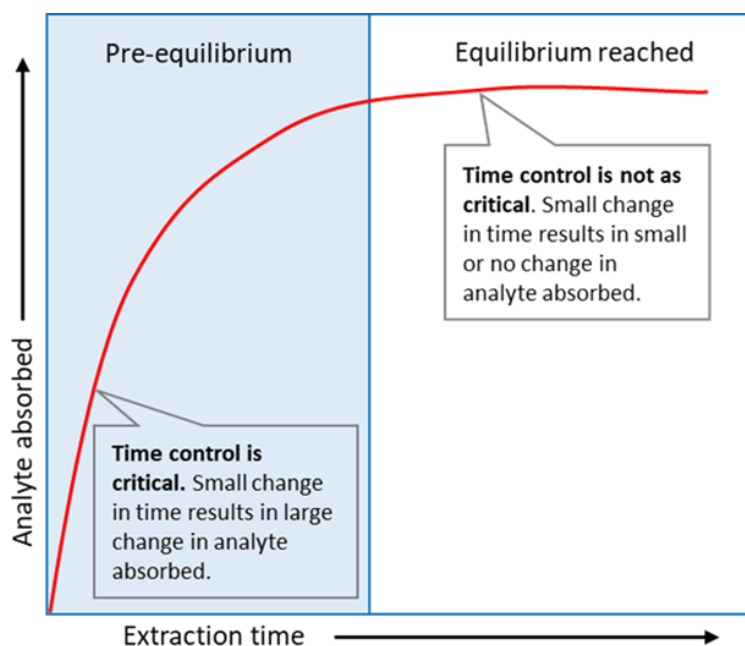 Pre-equilibrium
Equilibrium reached
Time control is not as
critical. Small change
in time results in small
or no change in
analyte absorbed.
Time control is
critical. Small change
in time results in large
change in analyte
absorbed.
Analyte absorbed
Extraction time